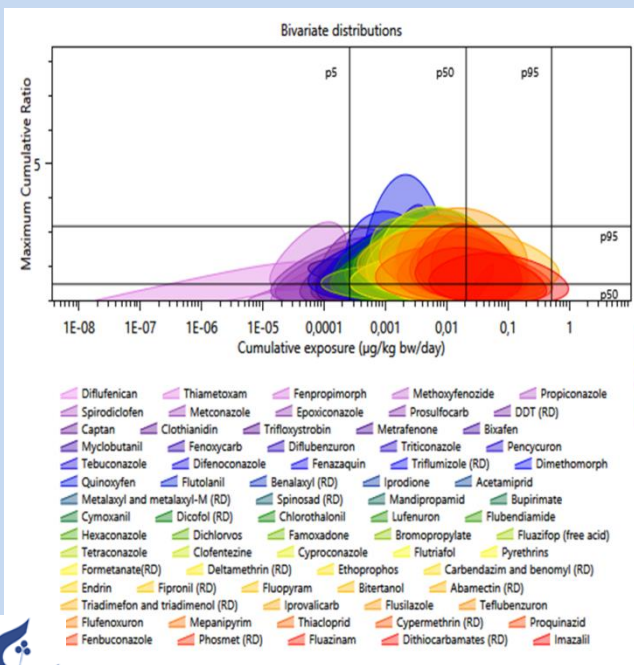 Bivariate distributions
p5 p50 p95
Maximum Cumulative Ratio
5
p95
p50
1E-08 1E-07 1E-06 1E-05 0,0001 0,001 0,01 0,1 1
Cumulative exposure (µg/kg bw/day)
Diflufenican Thiametoxam Fenpropimorph Methoxyfenozide Propiconazole
Spirodiclofen Metconazole Epoxiconazole Prosulfocarb DDT (RD)
Captan Clothianidin Trifloxystrobin Metrafenone Bixafen
Myclobutanil Fenoxycarb Diflubenzuron Triticonazole Pencycuron
Tebuconazole Difenoconazole Fenazaquin Triflumizole (RD) Dimethomorph
Quinoxyfen Flutolanil Benalaxyl (RD) Iprodione Acetamiprid
Metalaxyl and metalaxyl-M (RD) Spinosad (RD) Mandipropamid Bupirimate
Cymoxanil Dicofol (RD) Chlorothalonil Lufenuron Flubendiamide
Hexaconazole Dichlorvos Famoxadone Bromopropylate Fluazifop (free acid)
Tetraconazole Clofentezine Cyproconazole Flutriafol Pyrethrins
Formetanate(RD) Deltamethrin (RD) Ethoprophos Carbendazim and benomyl (RD)
Endrin Fipronil (RD) Fluopyram Bitertanol Abamectin (RD)
Triadimefon and triadimenol (RD) Iprovalicarb Flusilazole Teflubenzuron
Flufenoxuron Mepanipyrim Thiacloprid Cypermethrin (RD) Proquinazid
Fenbuconazole Phosmet (RD) Fluazinam Dithiocarbamates (RD) Imazalil